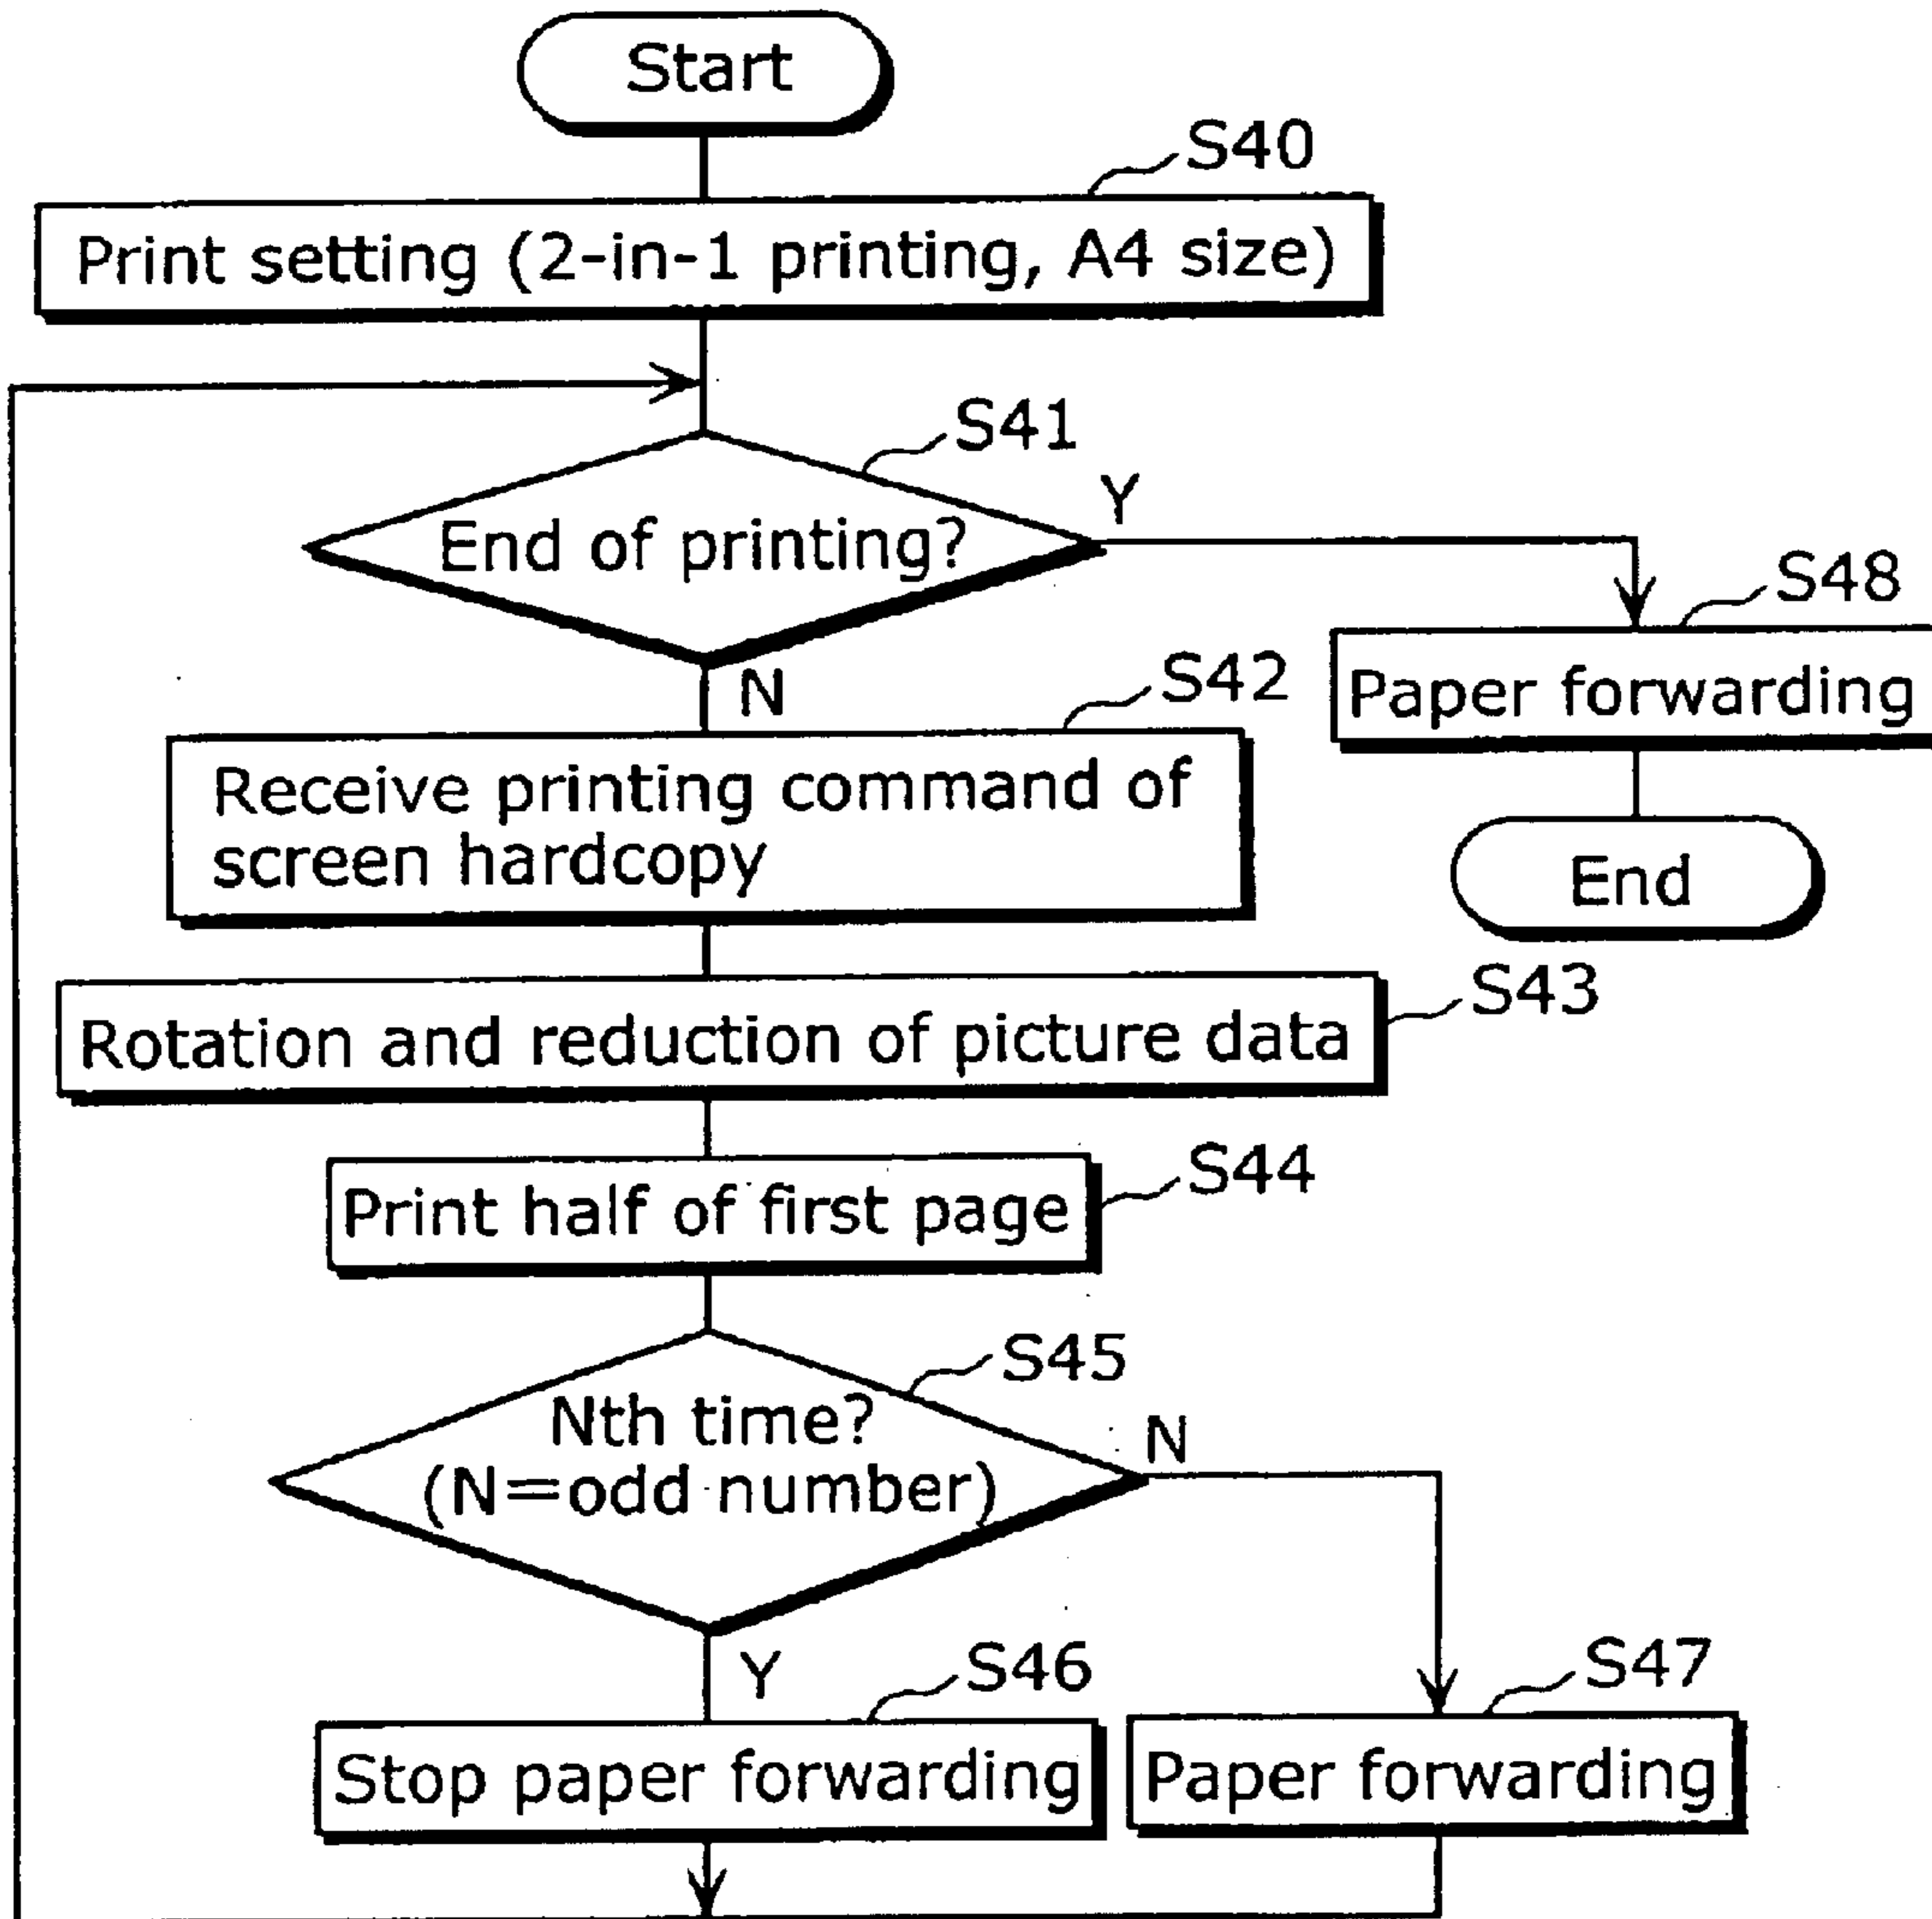 Start
S40
Print setting (2-in-1 printing, A4 size)
S41
End of printing?
Y
N
S48
Paper forwarding
End
S42
Receive printing command of
screen hardcopy
S43
Rotation and reduction of picture data
S44
Print half of first page
S45
Nth time?
(N=odd number)
N
Y
S46
Stop paper forwarding
S47
Paper forwarding